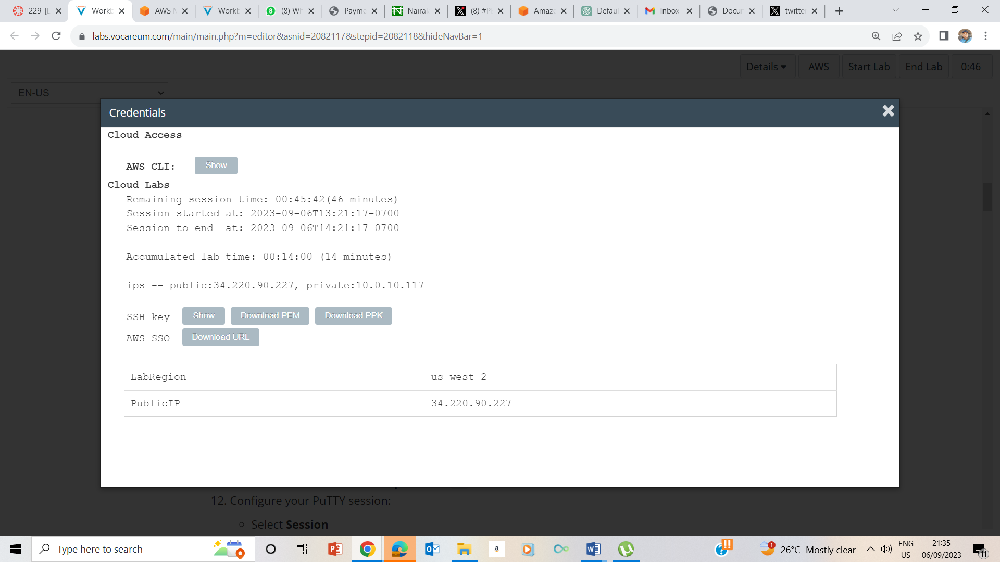 229-[L
Workb
AWS M
Workb
(8) Wh
Payme
Nairala
(8) #Pl
Amazo
Defaul
Inbox
Docur
twitte
labs.vocareum.com/main/main.php?m=editor&asnid=2082117&stepid=2082118&hideNavBar=1
Details AWS Start Lab End Lab 0:46
EN-US
Credentials
Cloud Access
AWS CLI: Show
Cloud Labs
Remaining session time: 00:45:42(46 minutes)
Session started at: 2023-09-06T13:21:17-0700
Session to end at: 2023-09-06T14:21:17-0700
Accumulated lab time: 00:14:00 (14 minutes)
ips -- public:34.220.90.227, private:10.0.10.117
SSH key Show Download PEM Download PPK
AWS SSO Download URL
LabRegion us-west-2
PublicIP 34.220.90.227
12. Configure your PuTTY session:
Select Session
Type here to search
26°C Mostly clear
ENG
US
21:35
06/09/2023
11